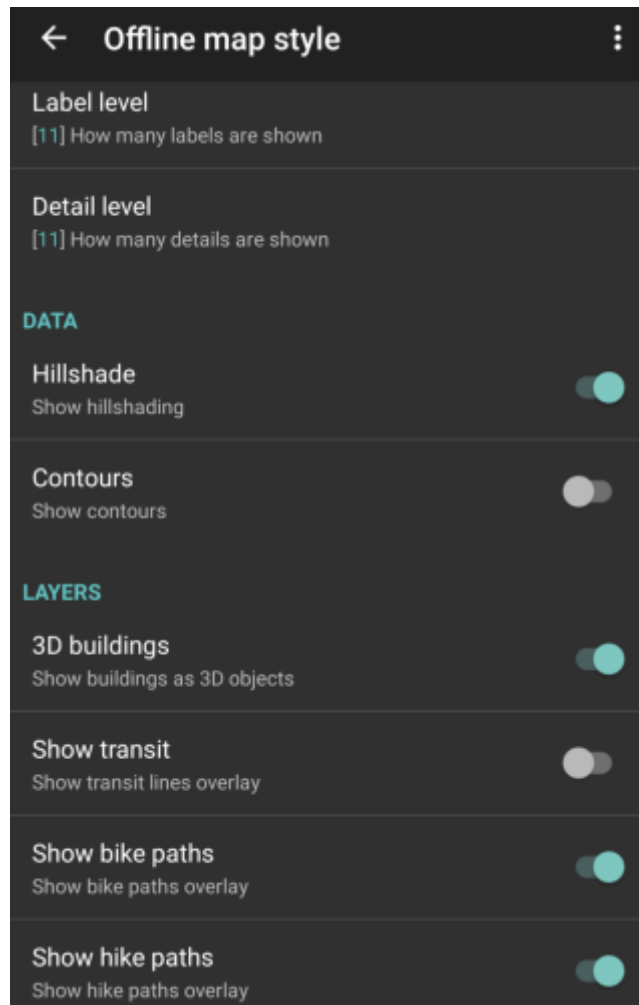 Offline map style
Label level
[11] How many labels are shown
Detail level
[11] How many details are shown
DATA
Hillshade
Show hillshading
Contours
Show contours
LAYERS
3D buildings
Show buildings as 3D objects
Show transit
Show transit lines overlay
Show bike paths
Show bike paths overlay
Show hike paths
Show hike paths overlay